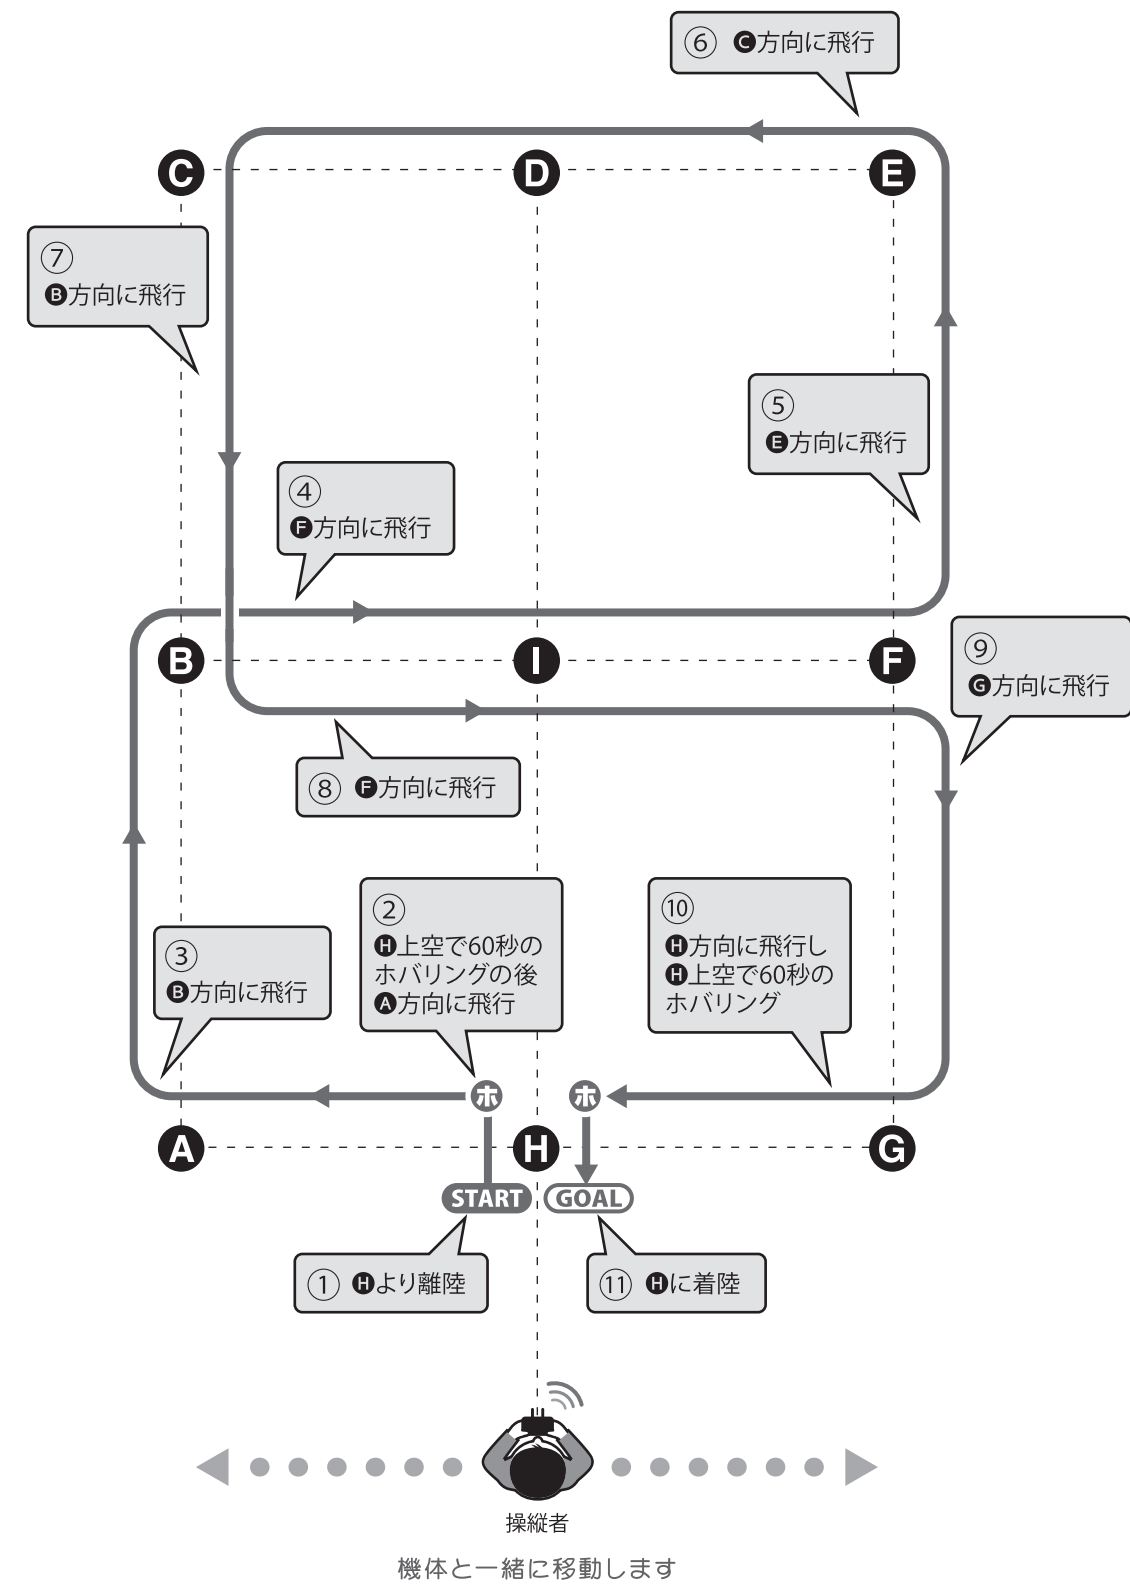 ⑥ C方向に飛行
C
D
E
⑦
B方向に飛行
⑤
E方向に飛行
④
F方向に飛行
B
I
F
⑨
G方向に飛行
⑧ F方向に飛行
②
H上空で60秒の
ホバリングの後
A方向に飛行
⑩
H方向に飛行し
H上空で60秒の
ホバリング
③
B方向に飛行
ホ
ホ
A
H
G
START
GOAL
① Hより離陸
⑪ Hに着陸
操縦者
機体と一緒に移動します